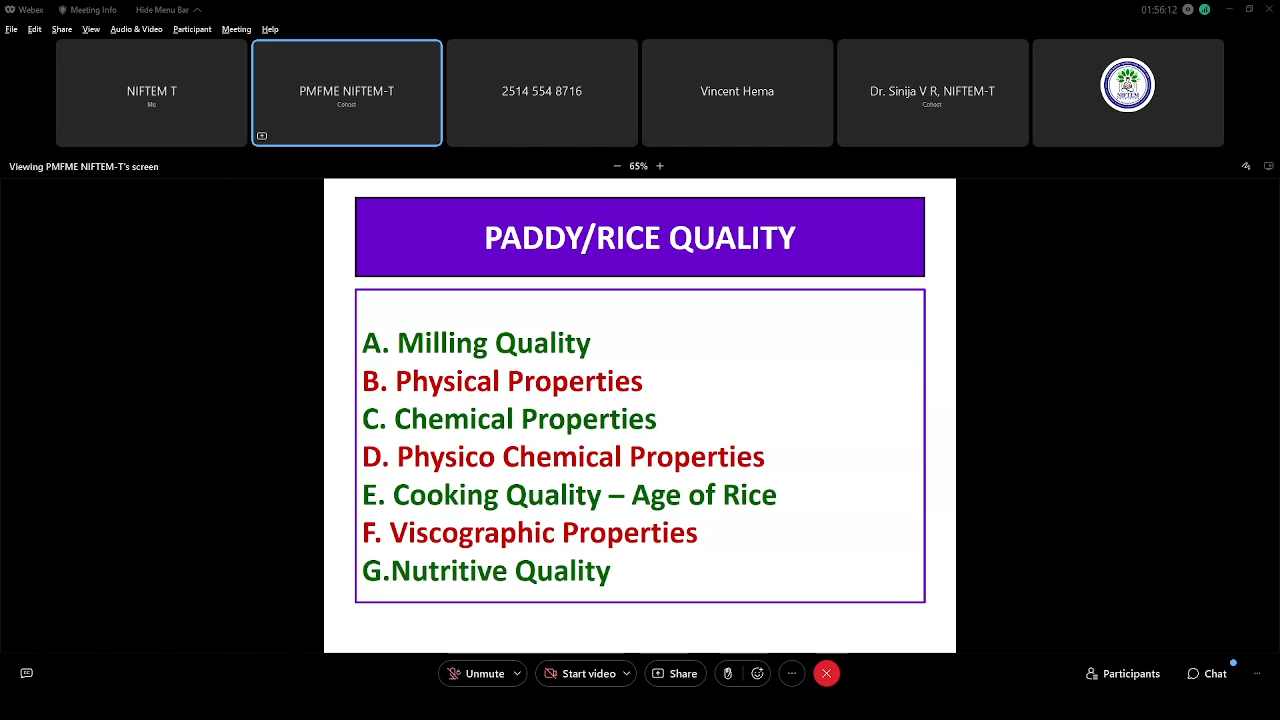 Webex Meeting Info Hide Menu Bar 01:56:12
File Edit Share View Audio & Video Participant Meeting Help
NIFTEM T
Me
PMFME NIFTEM-T
Cohost
2514 554 8716
Vincent Hema
Dr. Sinija V R, NIFTEM-T
Cohost
NIFTEM
Viewing PMFME NIFTEM-T's screen
65%
PADDY/RICE QUALITY
A. Milling Quality
B. Physical Properties
C. Chemical Properties
D. Physico Chemical Properties
E. Cooking Quality – Age of Rice
F. Viscographic Properties
G.Nutritive Quality
Unmute Start video Share Participants Chat